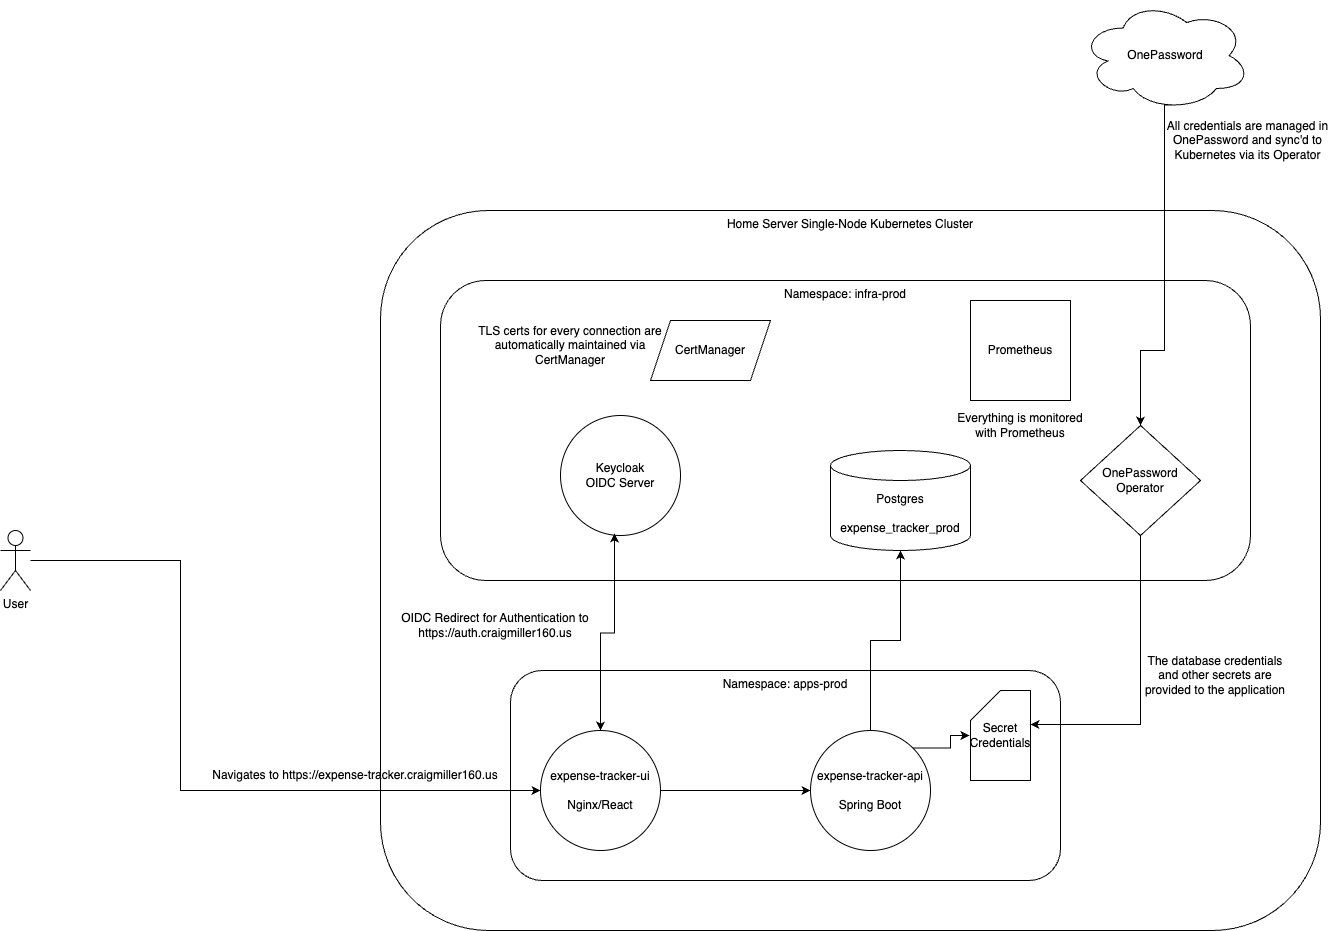 OnePassword
All credentials are managed in
OnePassword and sync'd to
Kubernetes via its Operator
Home Server Single-Node Kubernetes Cluster
Namespace: infra-prod
TLS certs for every connection are
automatically maintained via
CertManager
CertManager
Prometheus
Everything is monitored
with Prometheus
Keycloak
OIDC Server
Postgres
expense_tracker_prod
OnePassword
Operator
User
OIDC Redirect for Authentication to
https://auth.craigmiller160.us
The database credentials
and other secrets are
provided to the application
Namespace: apps-prod
Secret
Credentials
Navigates to https://expense-tracker.craigmiller160.us
expense-tracker-ui
Nginx/React
expense-tracker-api
Spring Boot